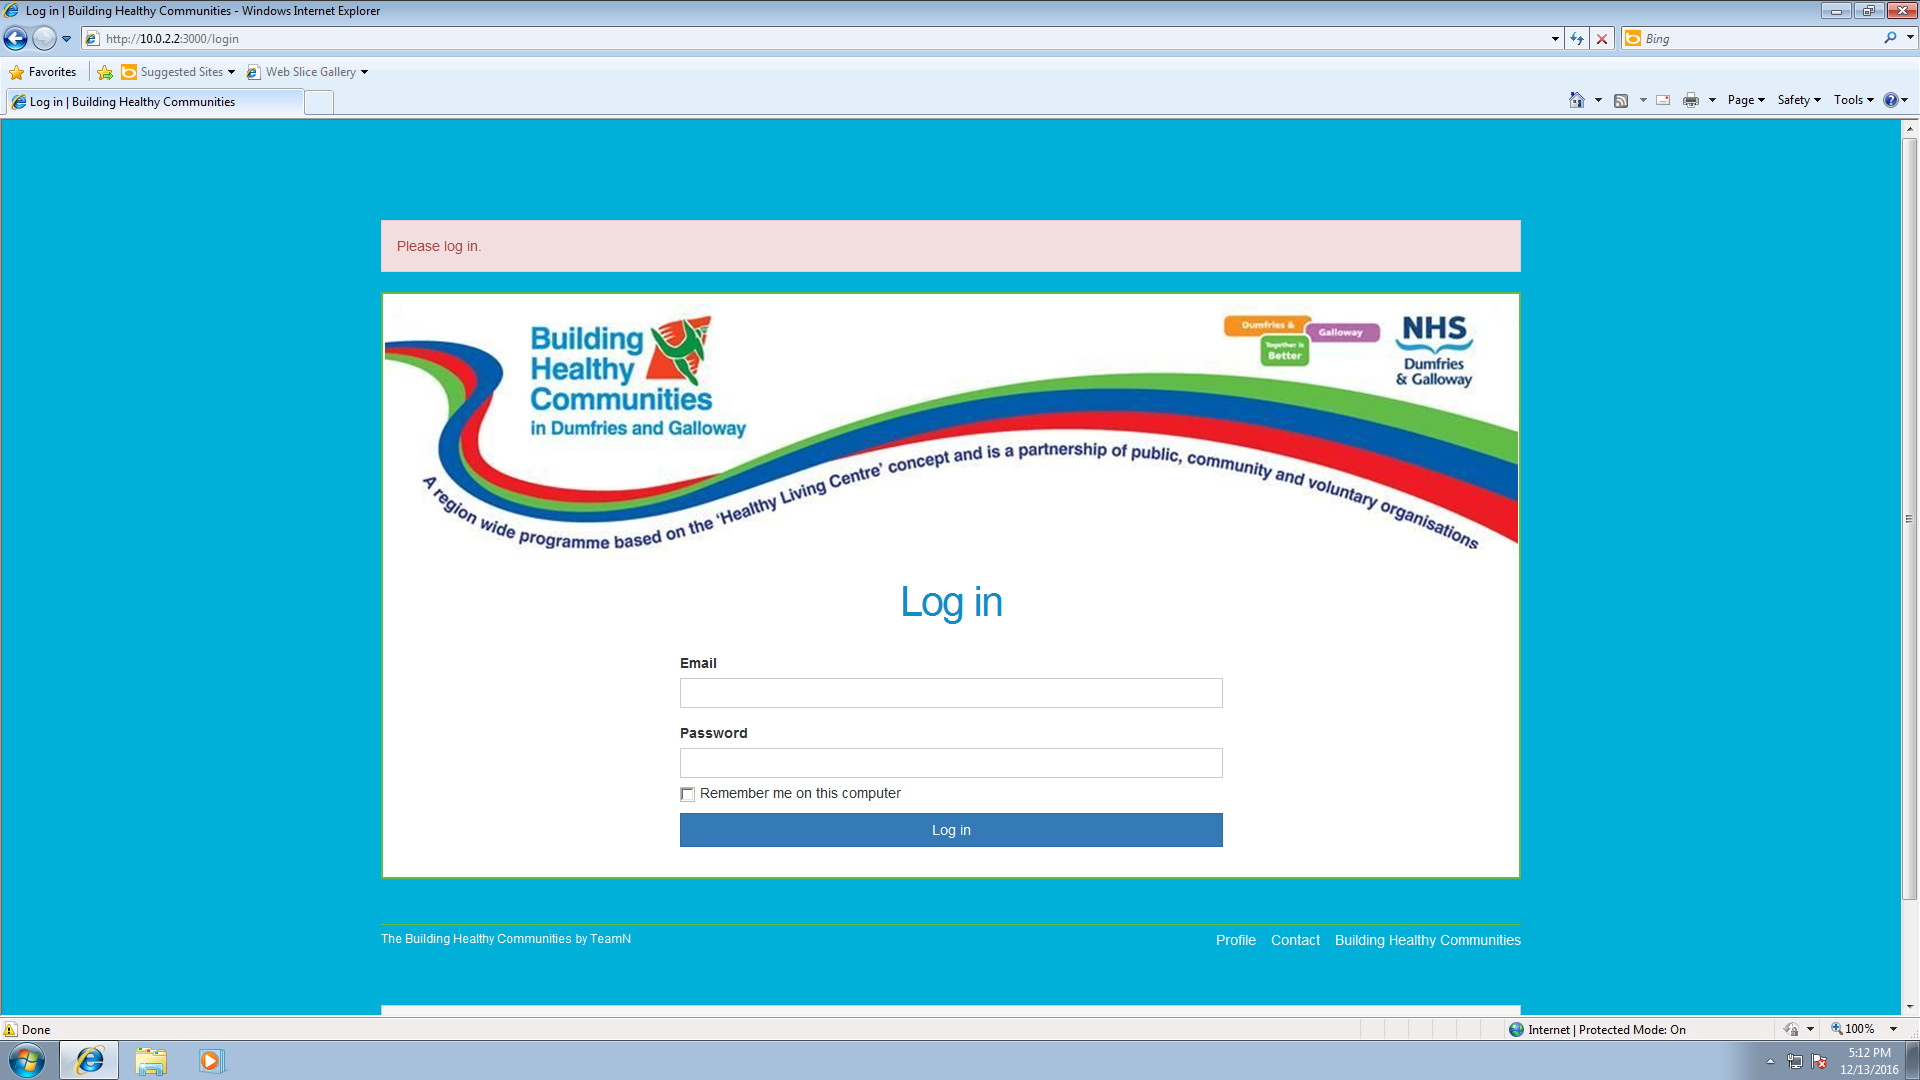 Log in | Building Healthy Communities - Windows Internet Explorer
http://10.0.2.2:3000/login
Bing
Favorites
Suggested Sites
Web Slice Gallery
Log in | Building Healthy Communities
Page
Safety
Tools
Please log in.
Building
Healthy
Communities
in Dumfries and Galloway
Dumfries &
Galloway
Together is
Better
NHS
Dumfries
& Galloway
A region wide programme based on the 'Healthy Living Centre' concept and is a partnership of public, community and voluntary organisations
Log in
Email
Password
Remember me on this computer
Log in
The Building Healthy Communities by TeamN
Profile
Contact
Building Healthy Communities
Done
Internet | Protected Mode: On
100%
5:12 PM
12/13/2016